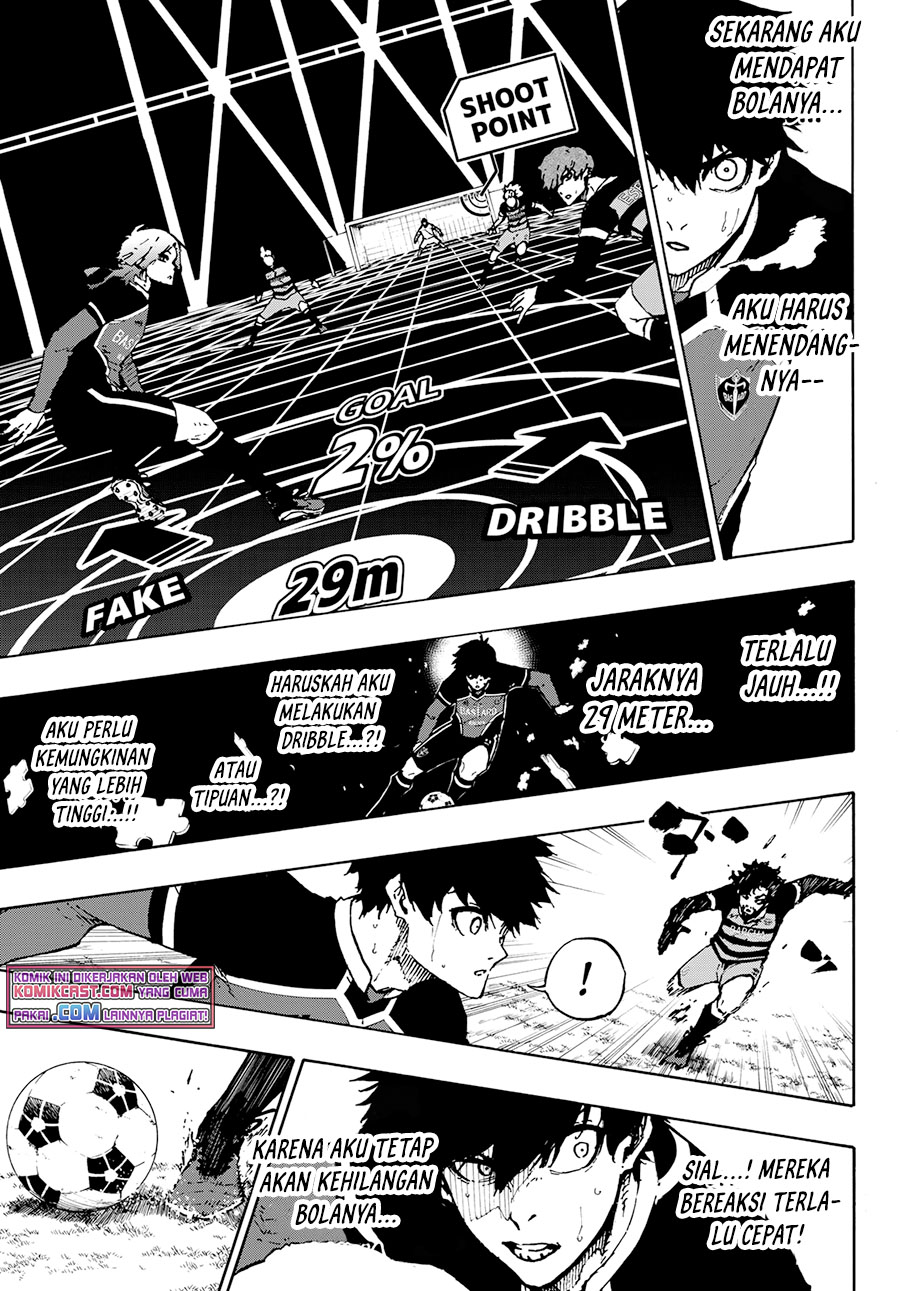 SEKARANG AKU
MENDAPAT
BOLANYA...
SHOOT
POINT
AKU HARUS
MENENDANG-
NYA--
GOAL
2%
DRIBBLE
FAKE
29m
TERLALU
JAUH...!!
JARAKNYA
29 METER...
HARUSKAH AKU
MELAKUKAN
DRIBBLE...?!
ATAU
TIPUAN...?!
AKU PERLU
KEMUNGKINAN
YANG LEBIH
TINGGI...!!
!
KOMIK INI DIKERJAKAN OLEH WEB
KOMIKCAST.COM YANG CUMA
PAKAI .COM LAINNYA PLAGIAT!
SIAL...! MEREKA
BEREAKSI TERLA-
LU CEPAT!
KARENA AKU TETAP
AKAN KEHILANGAN
BOLANYA...